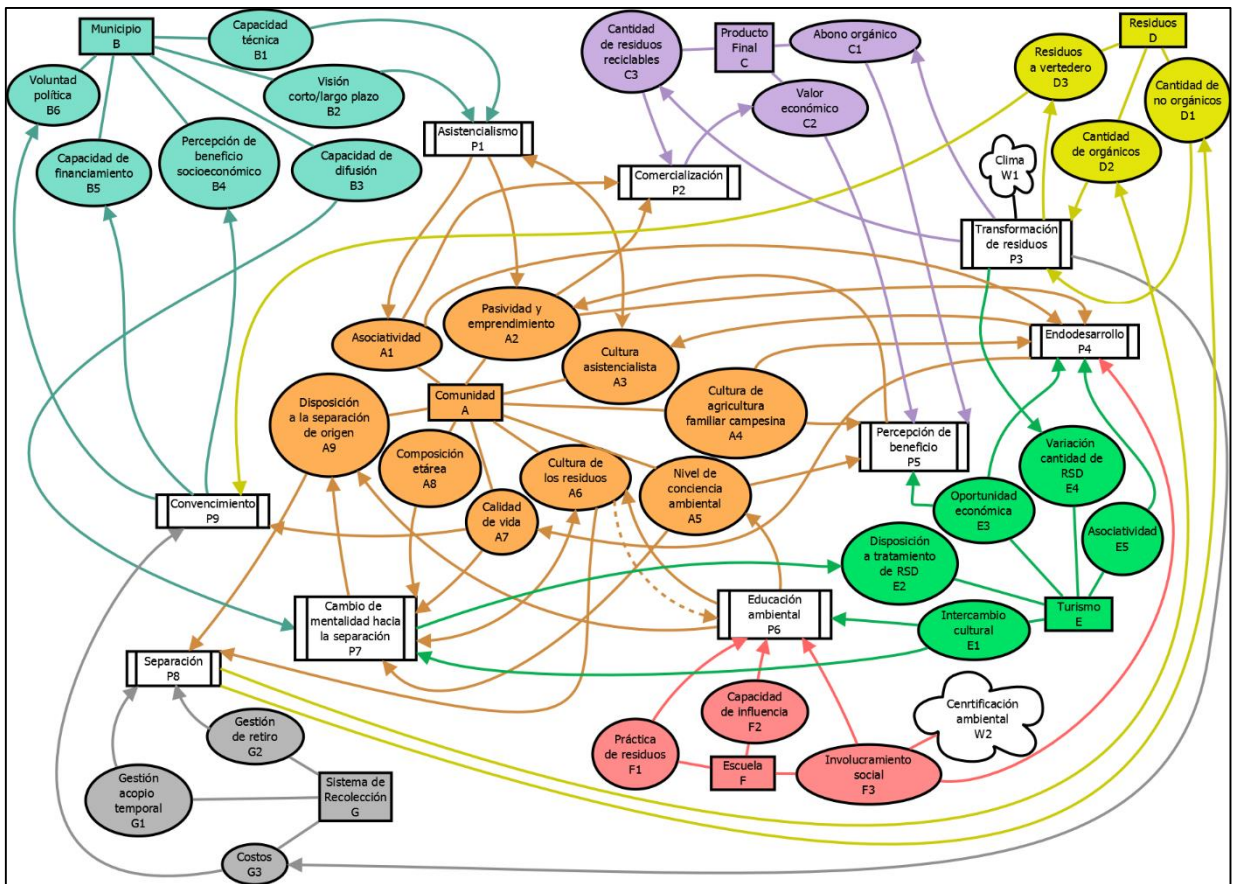 Municipio
B
Capacidad
técnica
B1
Voluntad
política
B6
Visión
corto/largo plazo
B2
Capacidad de
financiamiento
B5
Percepción de
beneficio
socioeconómico
B4
Capacidad de
difusión
B3
Asistencialismo
P1
Cantidad
de residuos
reciclables
C3
Producto
Final
C
Abono orgánico
C1
Valor
económico
C2
Comercialización
P2
Residuos
D
Residuos
a vertedero
D3
Cantidad de
no orgánicos
D1
Cantidad
de orgánicos
D2
Clima
W1
Transformación
de residuos
P3
Asociatividad
A1
Pasividad y
emprendimiento
A2
Cultura
asistencialista
A3
Endodesarrollo
P4
Disposición
a la separación
de origen
A9
Comunidad
A
Cultura de
agricultura
familiar campesina
A4
Percepción de
beneficio
P5
Composición
etárea
A8
Cultura de
los residuos
A6
Nivel de
conciencia
ambiental
A5
Calidad
de vida
A7
Convencimiento
P9
Variación
cantidad de
RSD
E4
Oportunidad
económica
E3
Asociatividad
E5
Disposición
a tratamiento
de RSD
E2
Turismo
E
Intercambio
cultural
E1
Cambio de
mentalidad hacia
la separación
P7
Educación
ambiental
P6
Separación
P8
Gestión
de retiro
G2
Gestión
acopio
temporal
G1
Sistema de
Recolección
G
Costos
G3
Práctica
de residuos
F1
Capacidad
de influencia
F2
Escuela
F
Involucramiento
social
F3
Cenrtificación
ambiental
W2